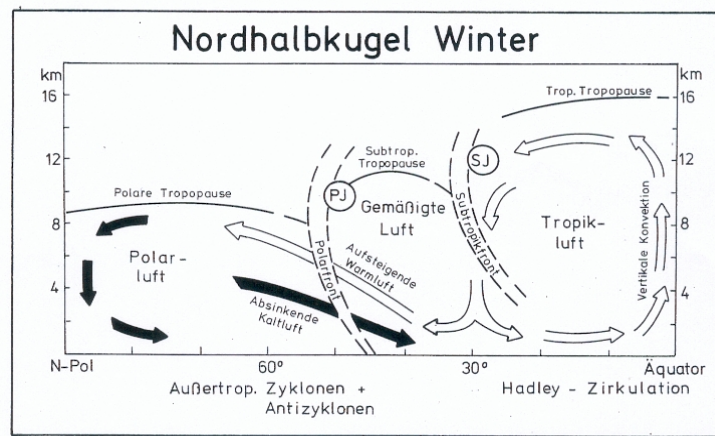 Nordhalbkugel Winter
km
km
16
16
12
12
8
8
4
4
Trop. Tropopause
Subtrop.
Tropopause
Polare Tropopause
PJ
SJ
Gemäßigte
Luft
Tropik-
luft
Polar-
luft
Polarfront
Subtropikfront
Vertikale Konvektion
Aufsteigende
Warmluft
Absinkende
Kaltluft
N-Pol
60°
30°
Äquator
Außertrop. Zyklonen +
Antizyklonen
Hadley - Zirkulation